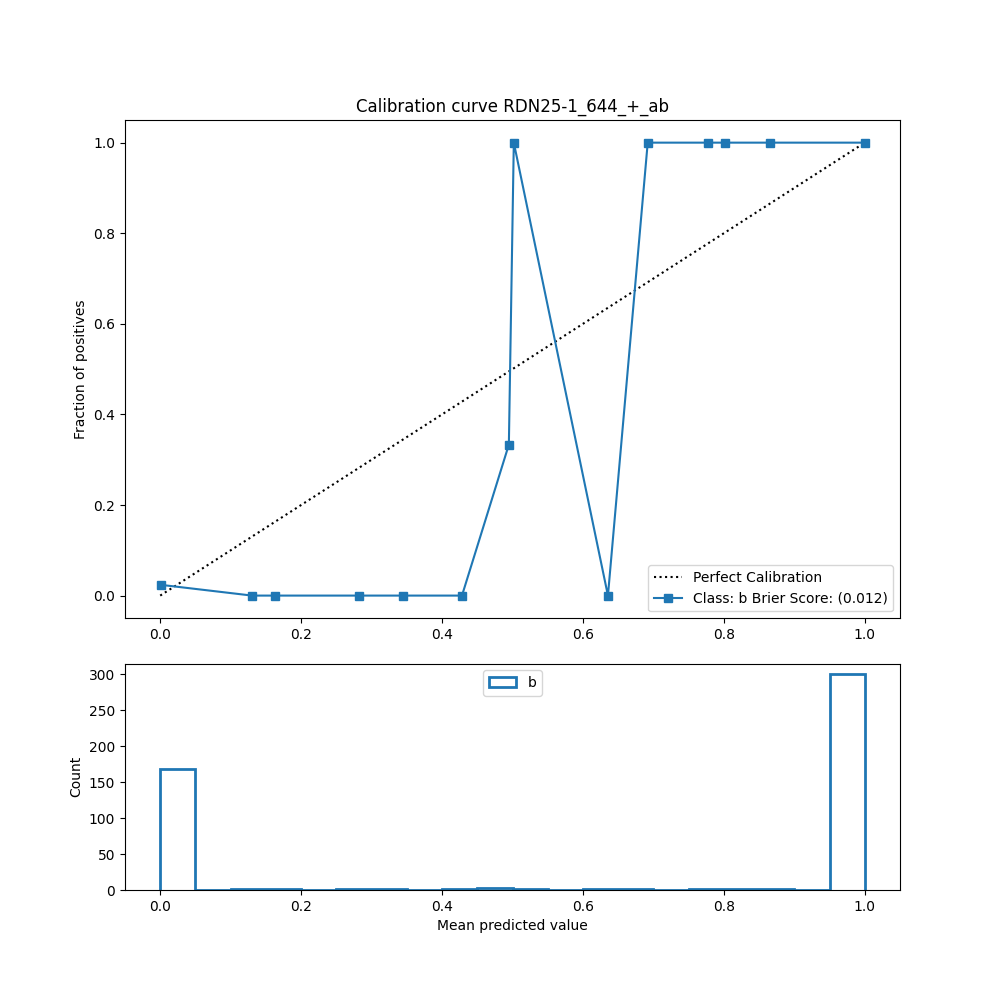 Calibration curve RDN25-1_644_+_ab
Fraction of positives
1.0
0.8
0.6
0.4
0.2
0.0
0.0 0.2 0.4 0.6 0.8 1.0
Perfect Calibration
Class: b Brier Score: (0.012)
b
Count
300
250
200
150
100
50
0
0.0 0.2 0.4 0.6 0.8 1.0
Mean predicted value